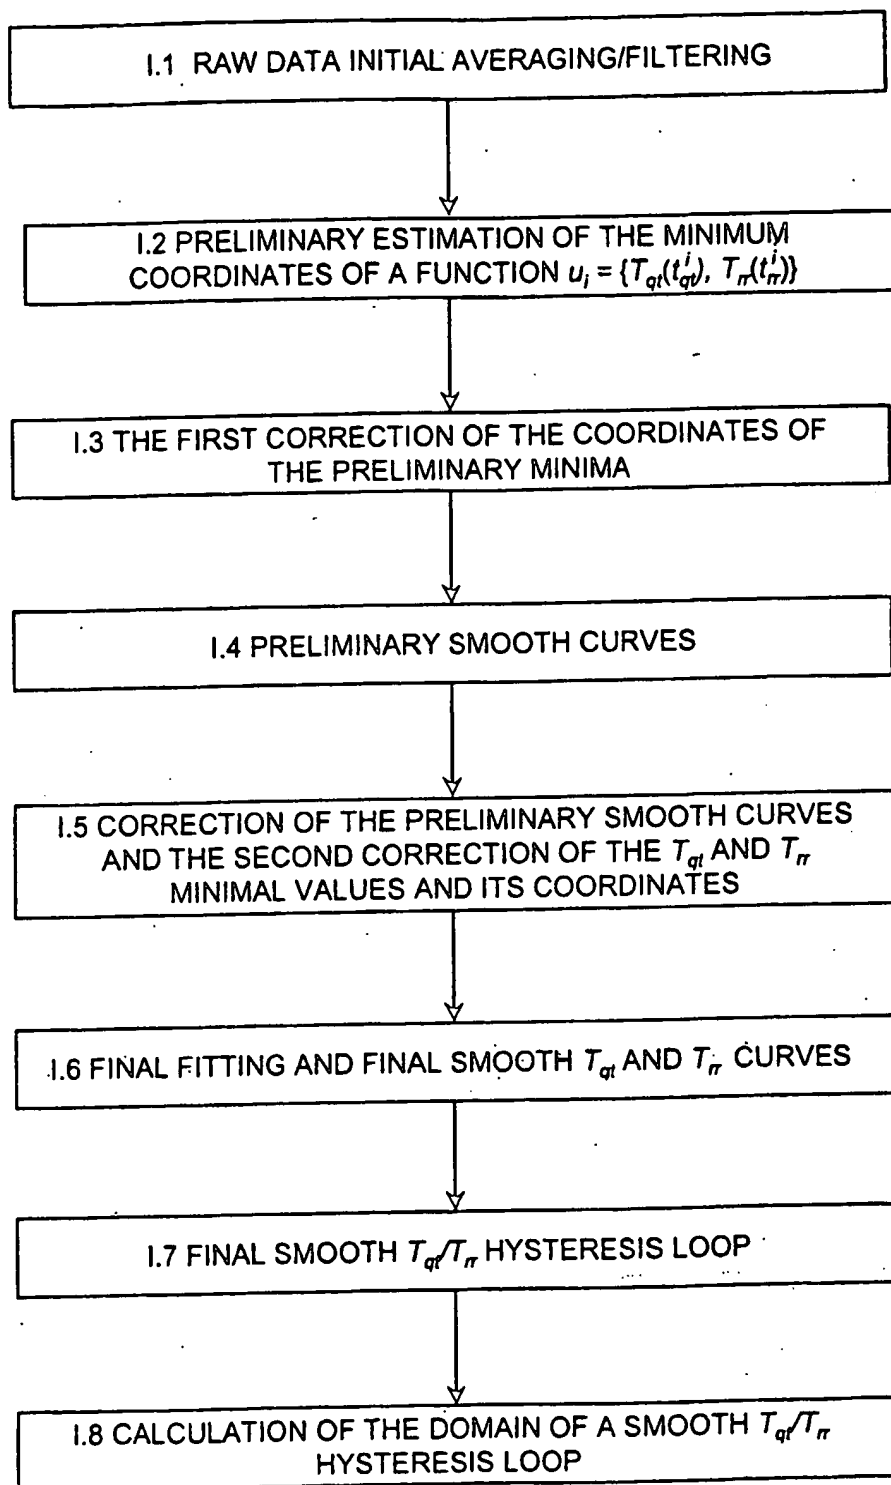 I.1 RAW DATA INITIAL AVERAGING/FILTERING
I.2 PRELIMINARY ESTIMATION OF THE MINIMUM
COORDINATES OF A FUNCTION u_i = {T_qt(t^i_qt), T_rr(t^i_rr)}
I.3 THE FIRST CORRECTION OF THE COORDINATES OF
THE PRELIMINARY MINIMA
I.4 PRELIMINARY SMOOTH CURVES
I.5 CORRECTION OF THE PRELIMINARY SMOOTH CURVES
AND THE SECOND CORRECTION OF THE T_qt AND T_rr
MINIMAL VALUES AND ITS COORDINATES
I.6 FINAL FITTING AND FINAL SMOOTH T_qt AND T_rr CURVES
I.7 FINAL SMOOTH T_qt/T_rr HYSTERESIS LOOP
I.8 CALCULATION OF THE DOMAIN OF A SMOOTH T_qt/T_rr
HYSTERESIS LOOP